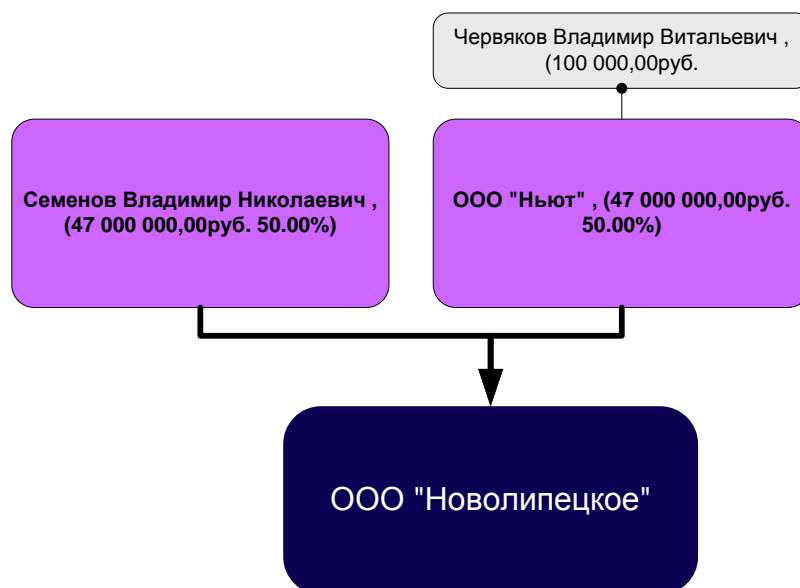 Червяков Владимир Витальевич ,
(100 000,00руб.
Семенов Владимир Николаевич ,
(47 000 000,00руб. 50.00%)
ООО "Ньют" , (47 000 000,00руб.
50.00%)
ООО "Новолипецкое"